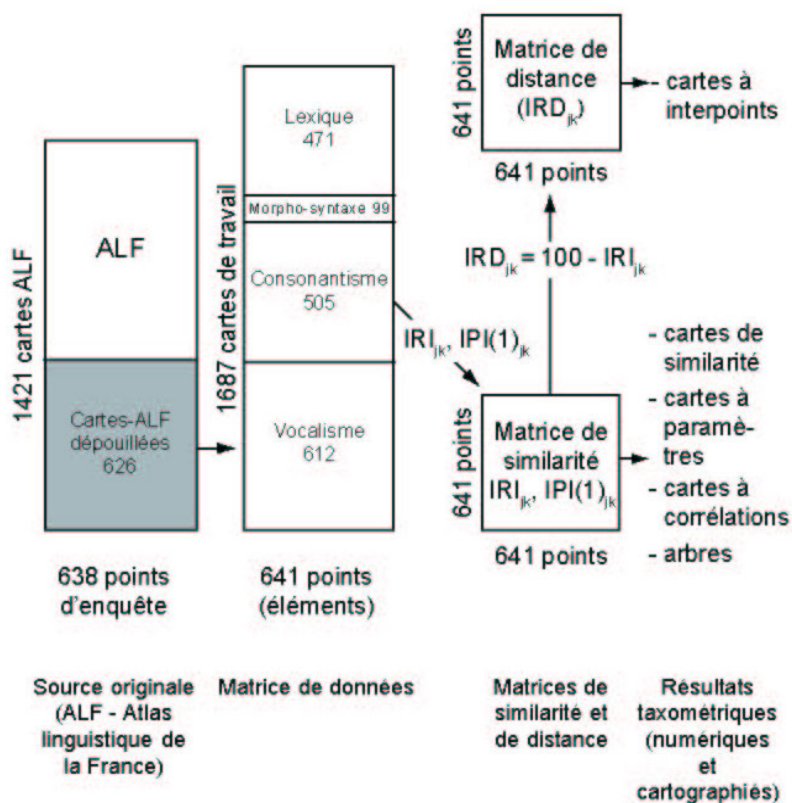 1421 cartes ALF
ALF
Cartes-ALF
dépouillées
626
638 points
d'enquête
1687 cartes de travail
Lexique
471
Morpho-syntaxe 99
Consonantisme
505
Vocalisme
612
641 points
(éléments)
IRIjk, IPI(1)jk
641 points
Matrice de
distance
(IRDjk)
641 points
- cartes à
interpoints
IRDjk = 100 - IRIjk
641 points
Matrice de
similarité
IRIjk, IPI(1)jk
641 points
- cartes de
similarité
- cartes à
paramè-
tres
- cartes à
corrélations
- arbres
Source originale
(ALF - Atlas
linguistique de
la France)
Matrice de données
Matrices de
similarité et
de distance
Résultats
taxométriques
(numériques
et
cartographiés)